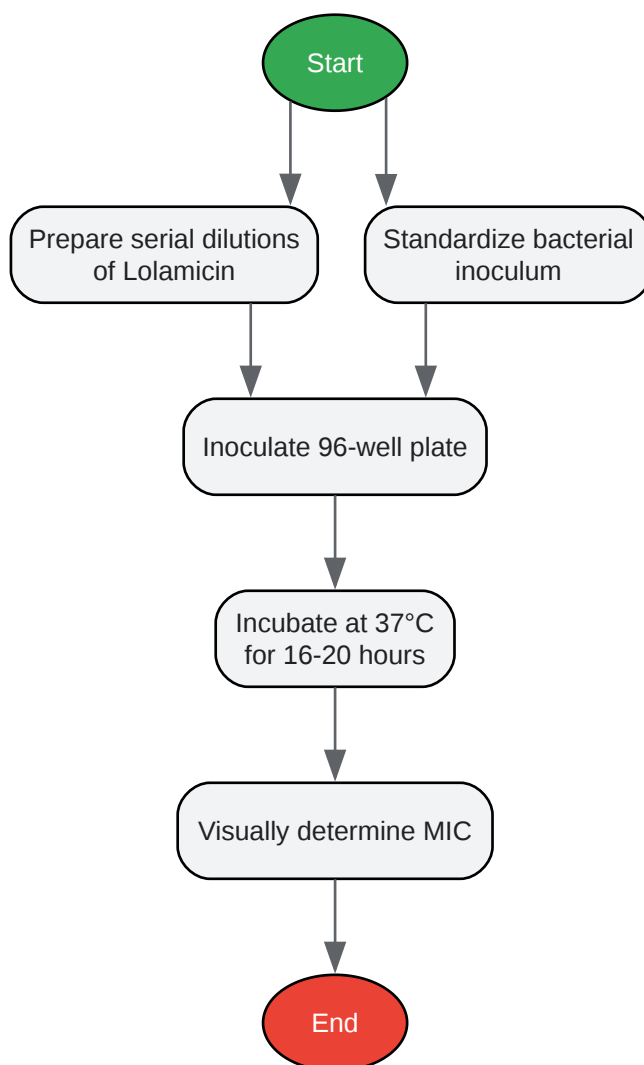 Start
Prepare serial dilutions
of Lolamicin
Standardize bacterial
inoculum
Inoculate 96-well plate
Incubate at 37°C
for 16-20 hours
Visually determine MIC
End